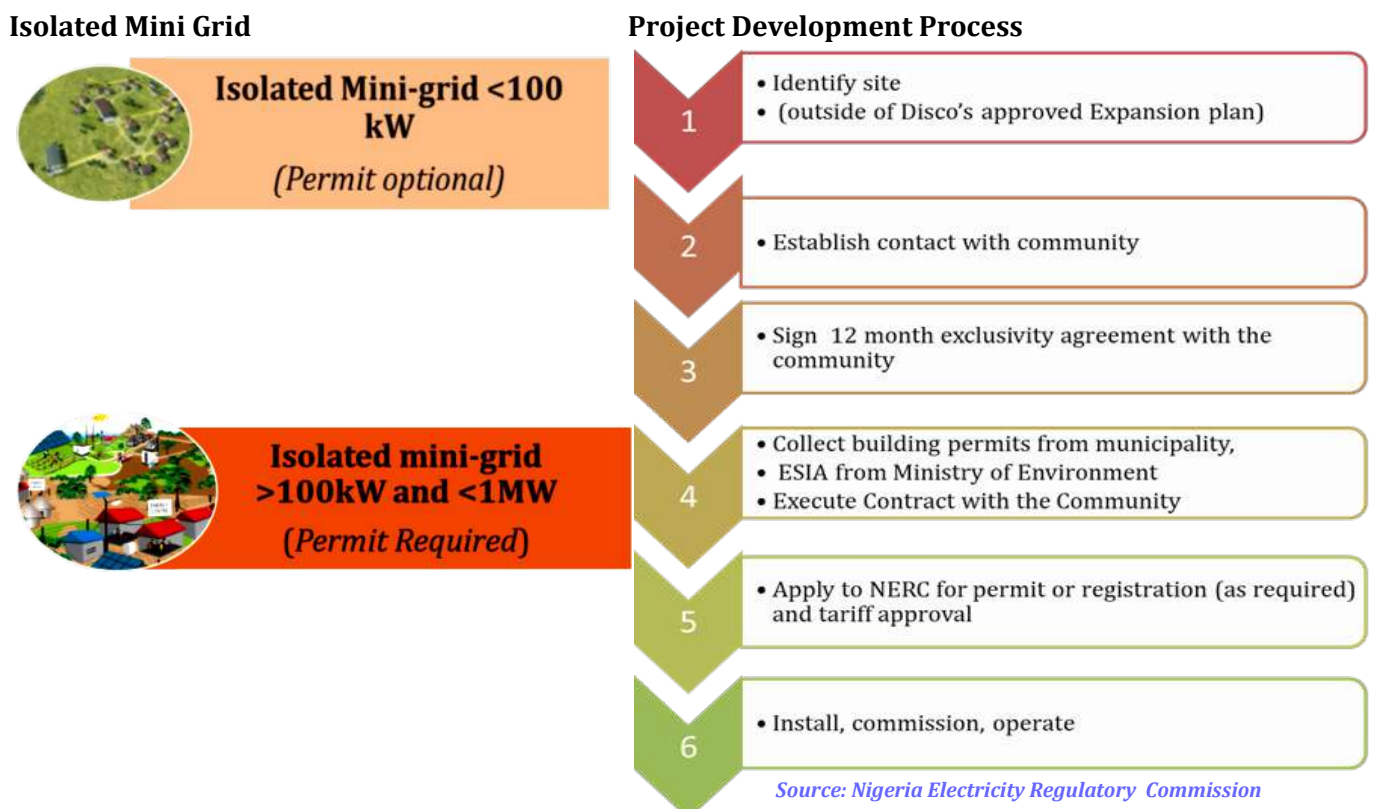 Isolated Mini Grid
Isolated Mini-grid <100
kW
(Permit optional)
Isolated mini-grid
>100kW and <1MW
(Permit Required)
Project Development Process
1
• Identify site
• (outside of Disco's approved Expansion plan)
2
• Establish contact with community
3
• Sign 12 month exclusivity agreement with the
community
4
• Collect building permits from municipality,
• ESIA from Ministry of Environment
• Execute Contract with the Community
5
• Apply to NERC for permit or registration (as required)
and tariff approval
6
• Install, commission, operate
Source: Nigeria Electricity Regulatory Commission